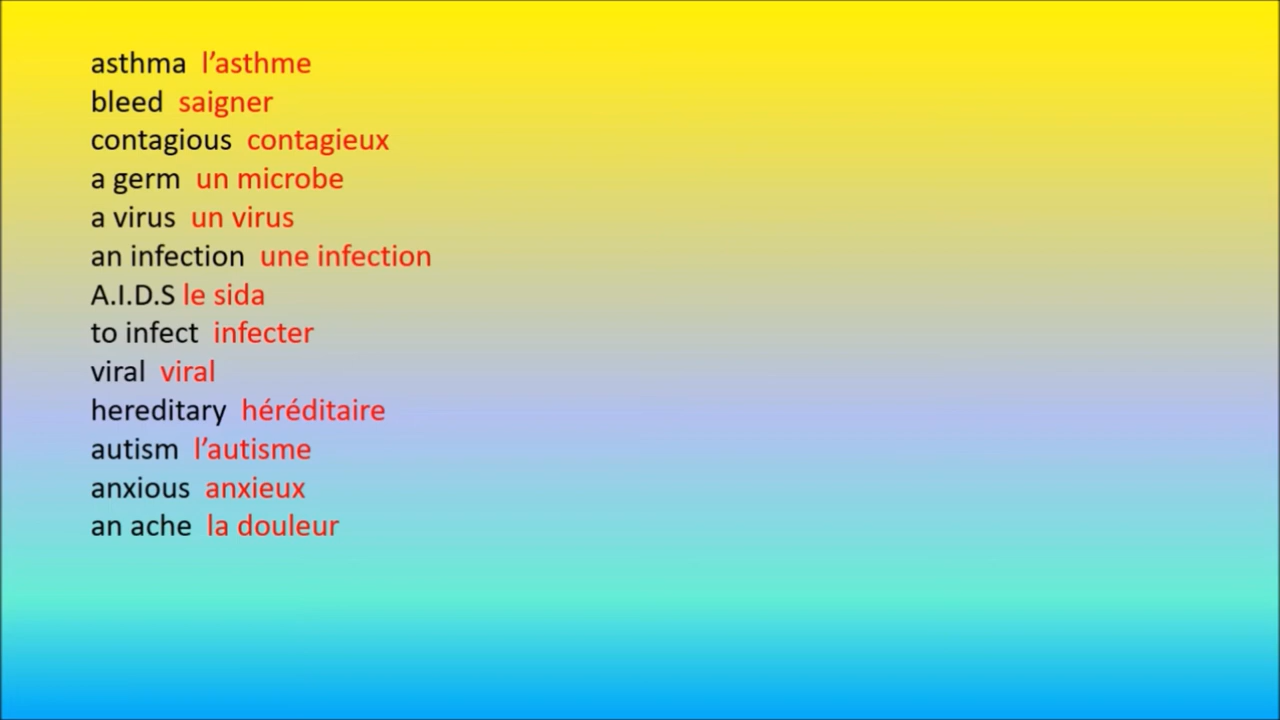 asthma l’asthme
bleed saigner
contagious contagieux
a germ un microbe
a virus un virus
an infection une infection
A.I.D.S le sida
to infect infecter
viral viral
hereditary héréditaire
autism l’autisme
anxious anxieux
an ache la douleur